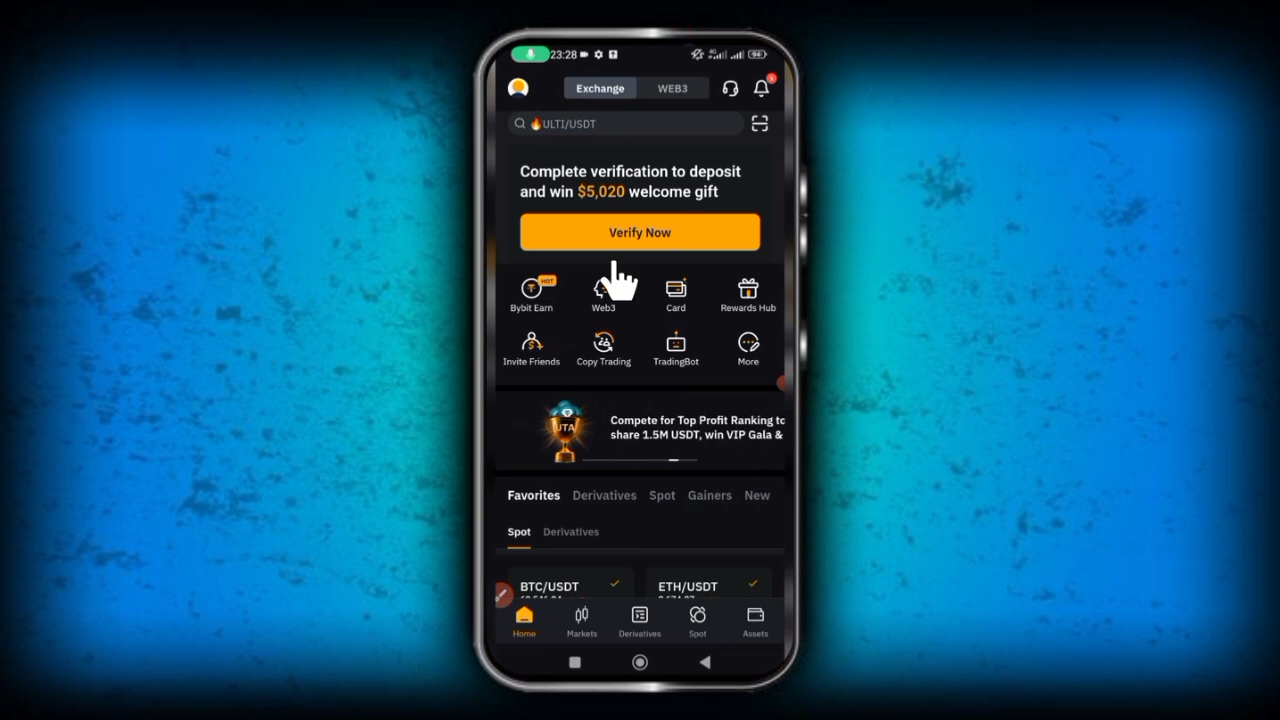 23:28
4G
94
Exchange
WEB3
3
ULTI/USDT
Complete verification to deposit
and win $5,020 welcome gift
Verify Now
HOT
Bybit Earn
Web3
Card
Rewards Hub
Invite Friends
Copy Trading
TradingBot
More
UTA
Compete for Top Profit Ranking to
share 1.5M USDT, win VIP Gala &
Favorites
Derivatives
Spot
Gainers
New
Spot
Derivatives
BTC/USDT
ETH/USDT
Home
Markets
Derivatives
Spot
Assets